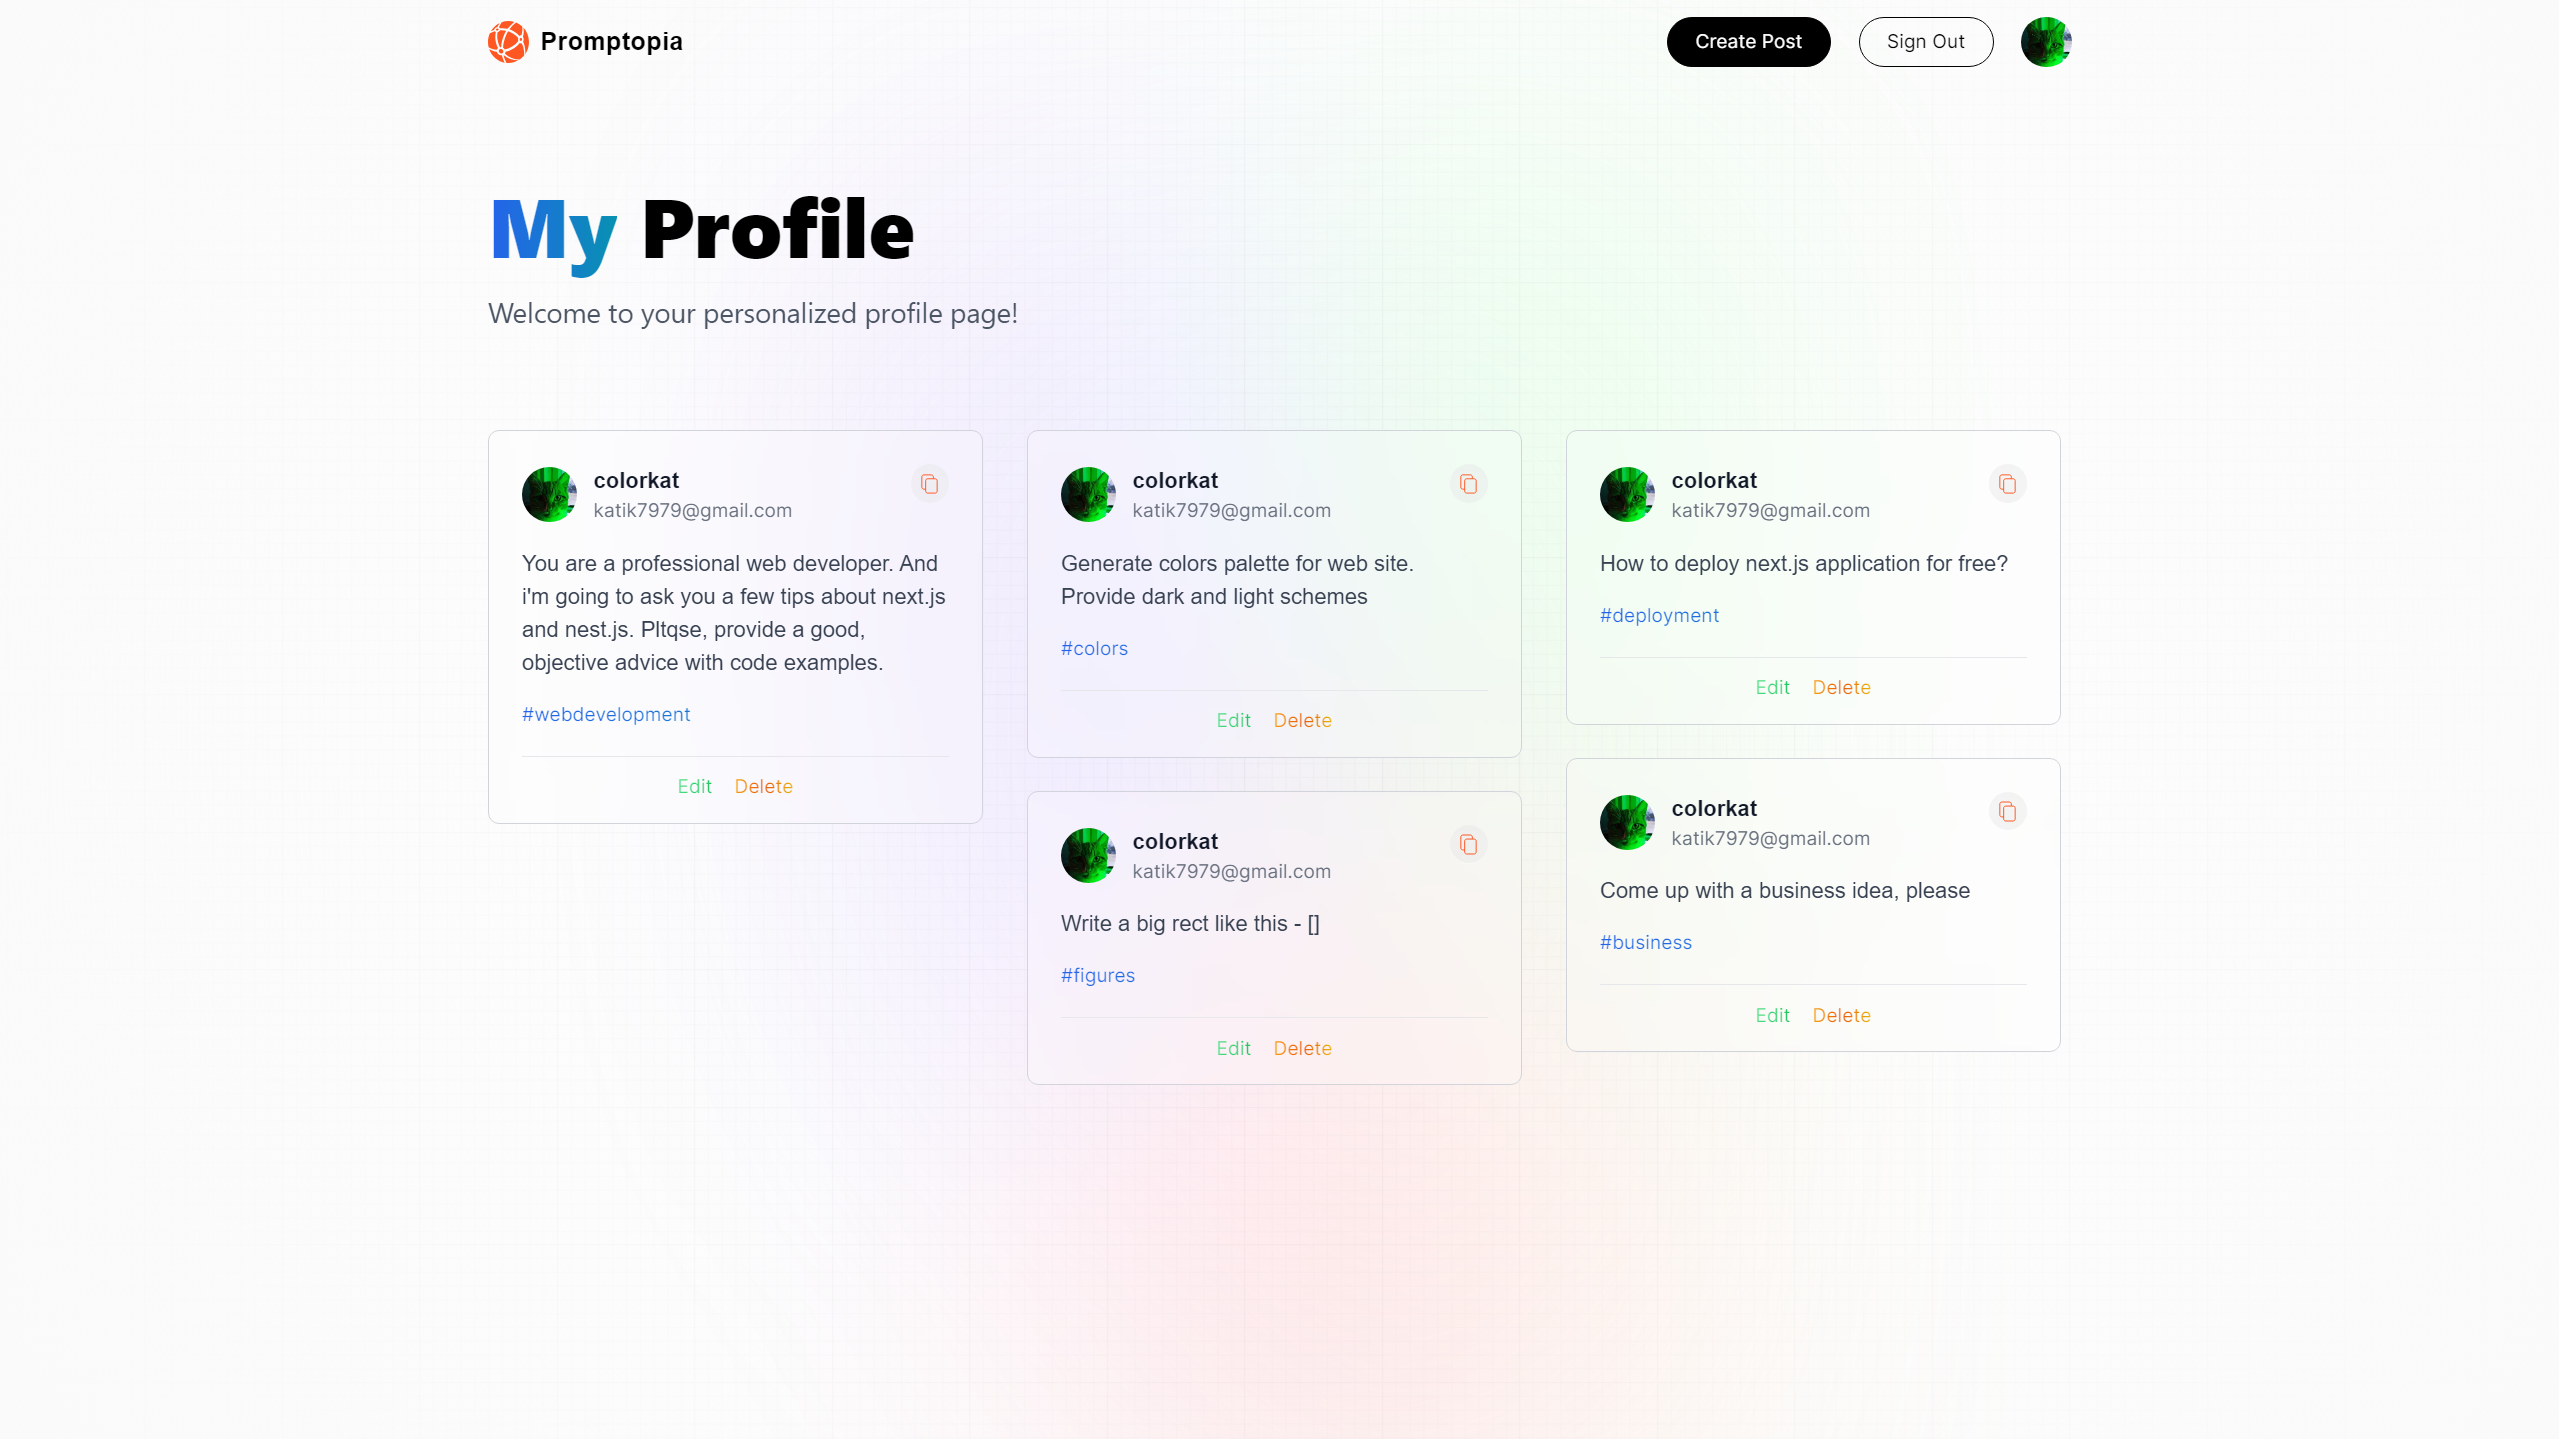 Promptopia
Create Post
Sign Out
My Profile
Welcome to your personalized profile page!
colorkat
katik7979@gmail.com
You are a professional web developer. And
i'm going to ask you a few tips about next.js
and nest.js. Pltqse, provide a good,
objective advice with code examples.
#webdevelopment
Edit Delete
colorkat
katik7979@gmail.com
Generate colors palette for web site.
Provide dark and light schemes
#colors
Edit Delete
colorkat
katik7979@gmail.com
Write a big rect like this - []
#figures
Edit Delete
colorkat
katik7979@gmail.com
How to deploy next.js application for free?
#deployment
Edit Delete
colorkat
katik7979@gmail.com
Come up with a business idea, please
#business
Edit Delete